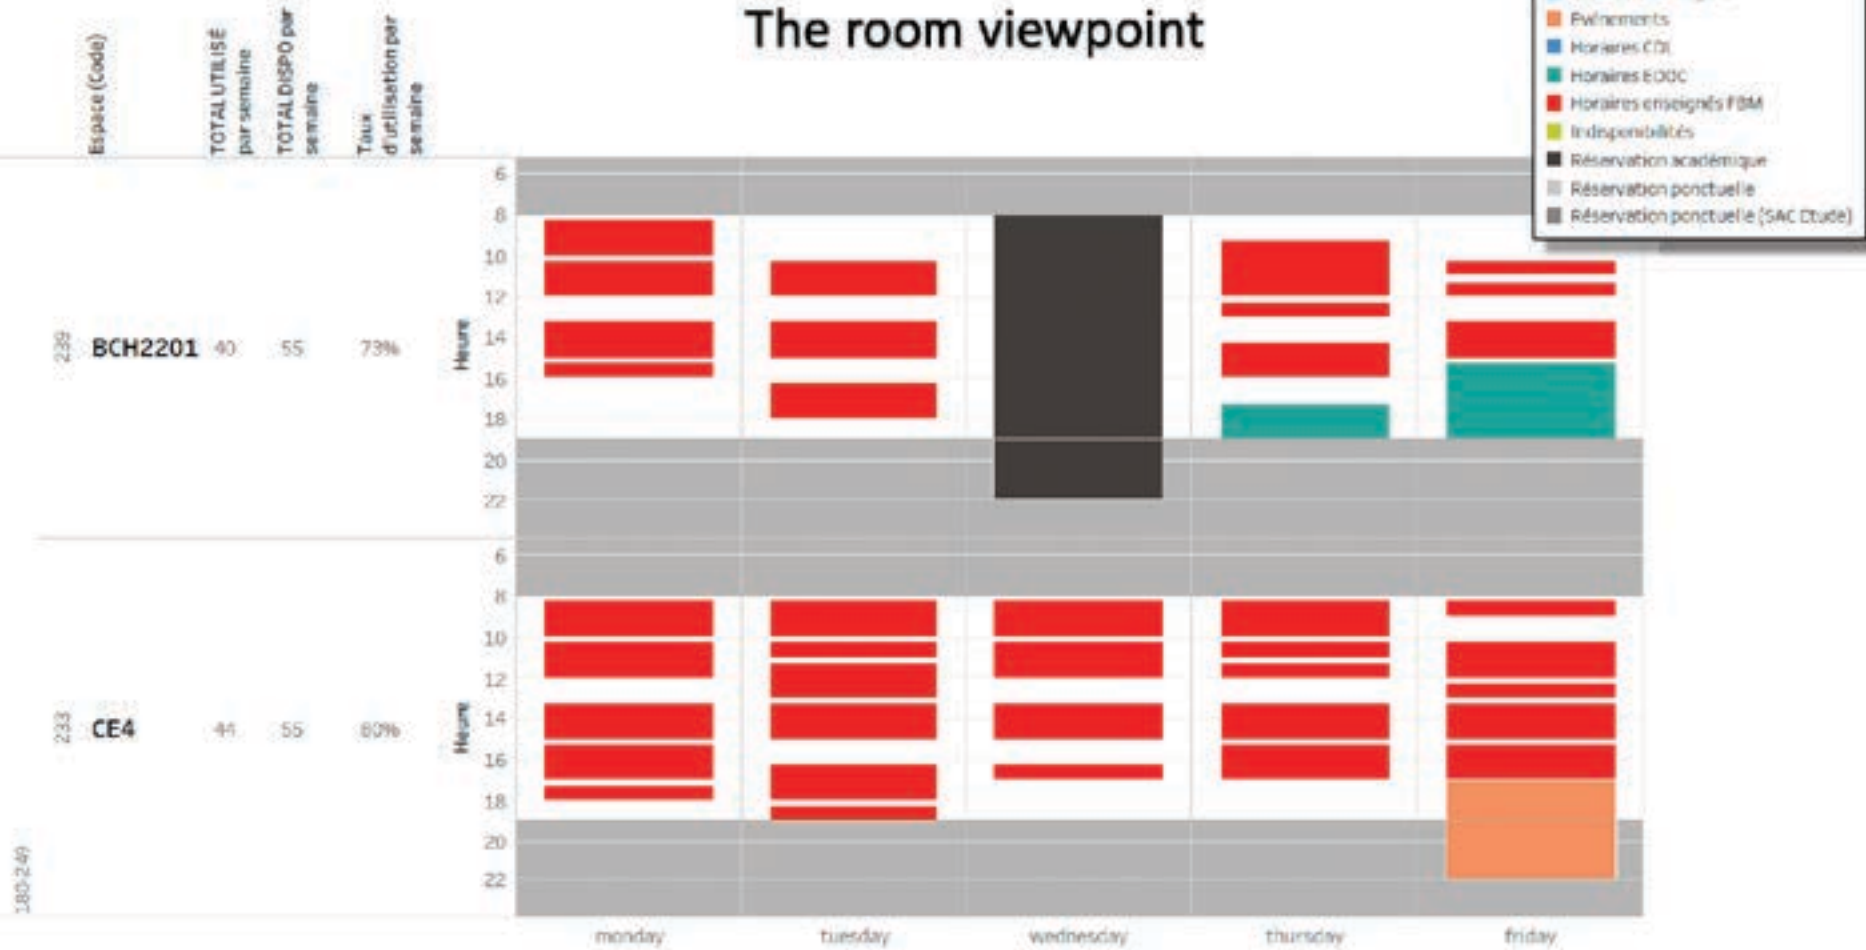 The room viewpoint
Espace (Code)
TOTAL UTILISÉ
par semaine
TOTAL DISPO par
semaine
Taux
d'utilisation par
semaine
Evénements
Horaires CDL
Horaires EDOC
Horaires enseignés FBM
Indisponibilités
Réservation académique
Réservation ponctuelle
Réservation ponctuelle (SAC Etude)
239
BCH2201 40 55 73%
Heure
6
8
10
12
14
16
18
20
22
233
CE4 44 55 80%
Heure
6
8
10
12
14
16
18
20
22
180-249
monday tuesday wednesday thursday friday